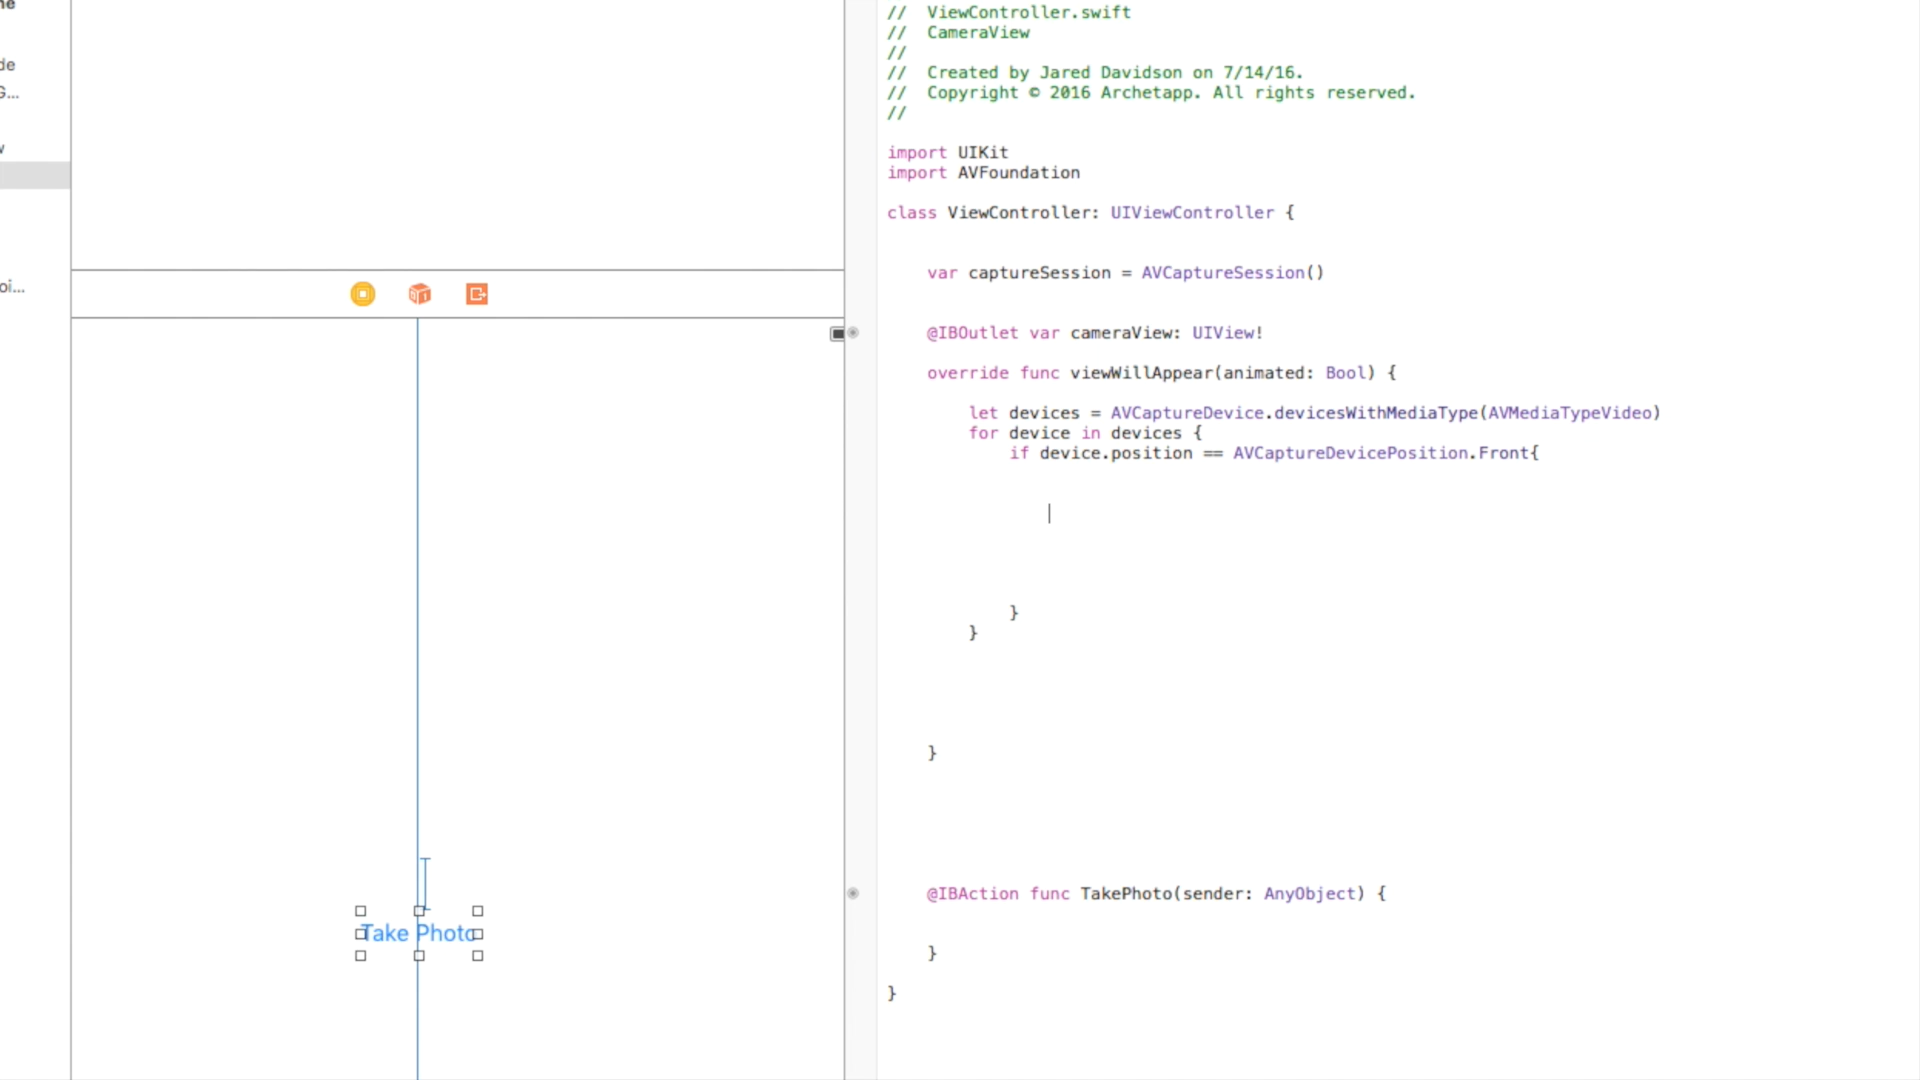 de
G...
oi...
Take Photo
//  ViewController.swift
//  CameraView
//
//  Created by Jared Davidson on 7/14/16.
//  Copyright © 2016 Archetapp. All rights reserved.
//
import UIKit
import AVFoundation
class ViewController: UIViewController {
var captureSession = AVCaptureSession()
@IBOutlet var cameraView: UIView!
override func viewWillAppear(animated: Bool) {
let devices = AVCaptureDevice.devicesWithMediaType(AVMediaTypeVideo)
for device in devices {
if device.position == AVCaptureDevicePosition.Front{
}
}
}
@IBAction func TakePhoto(sender: AnyObject) {
}
}